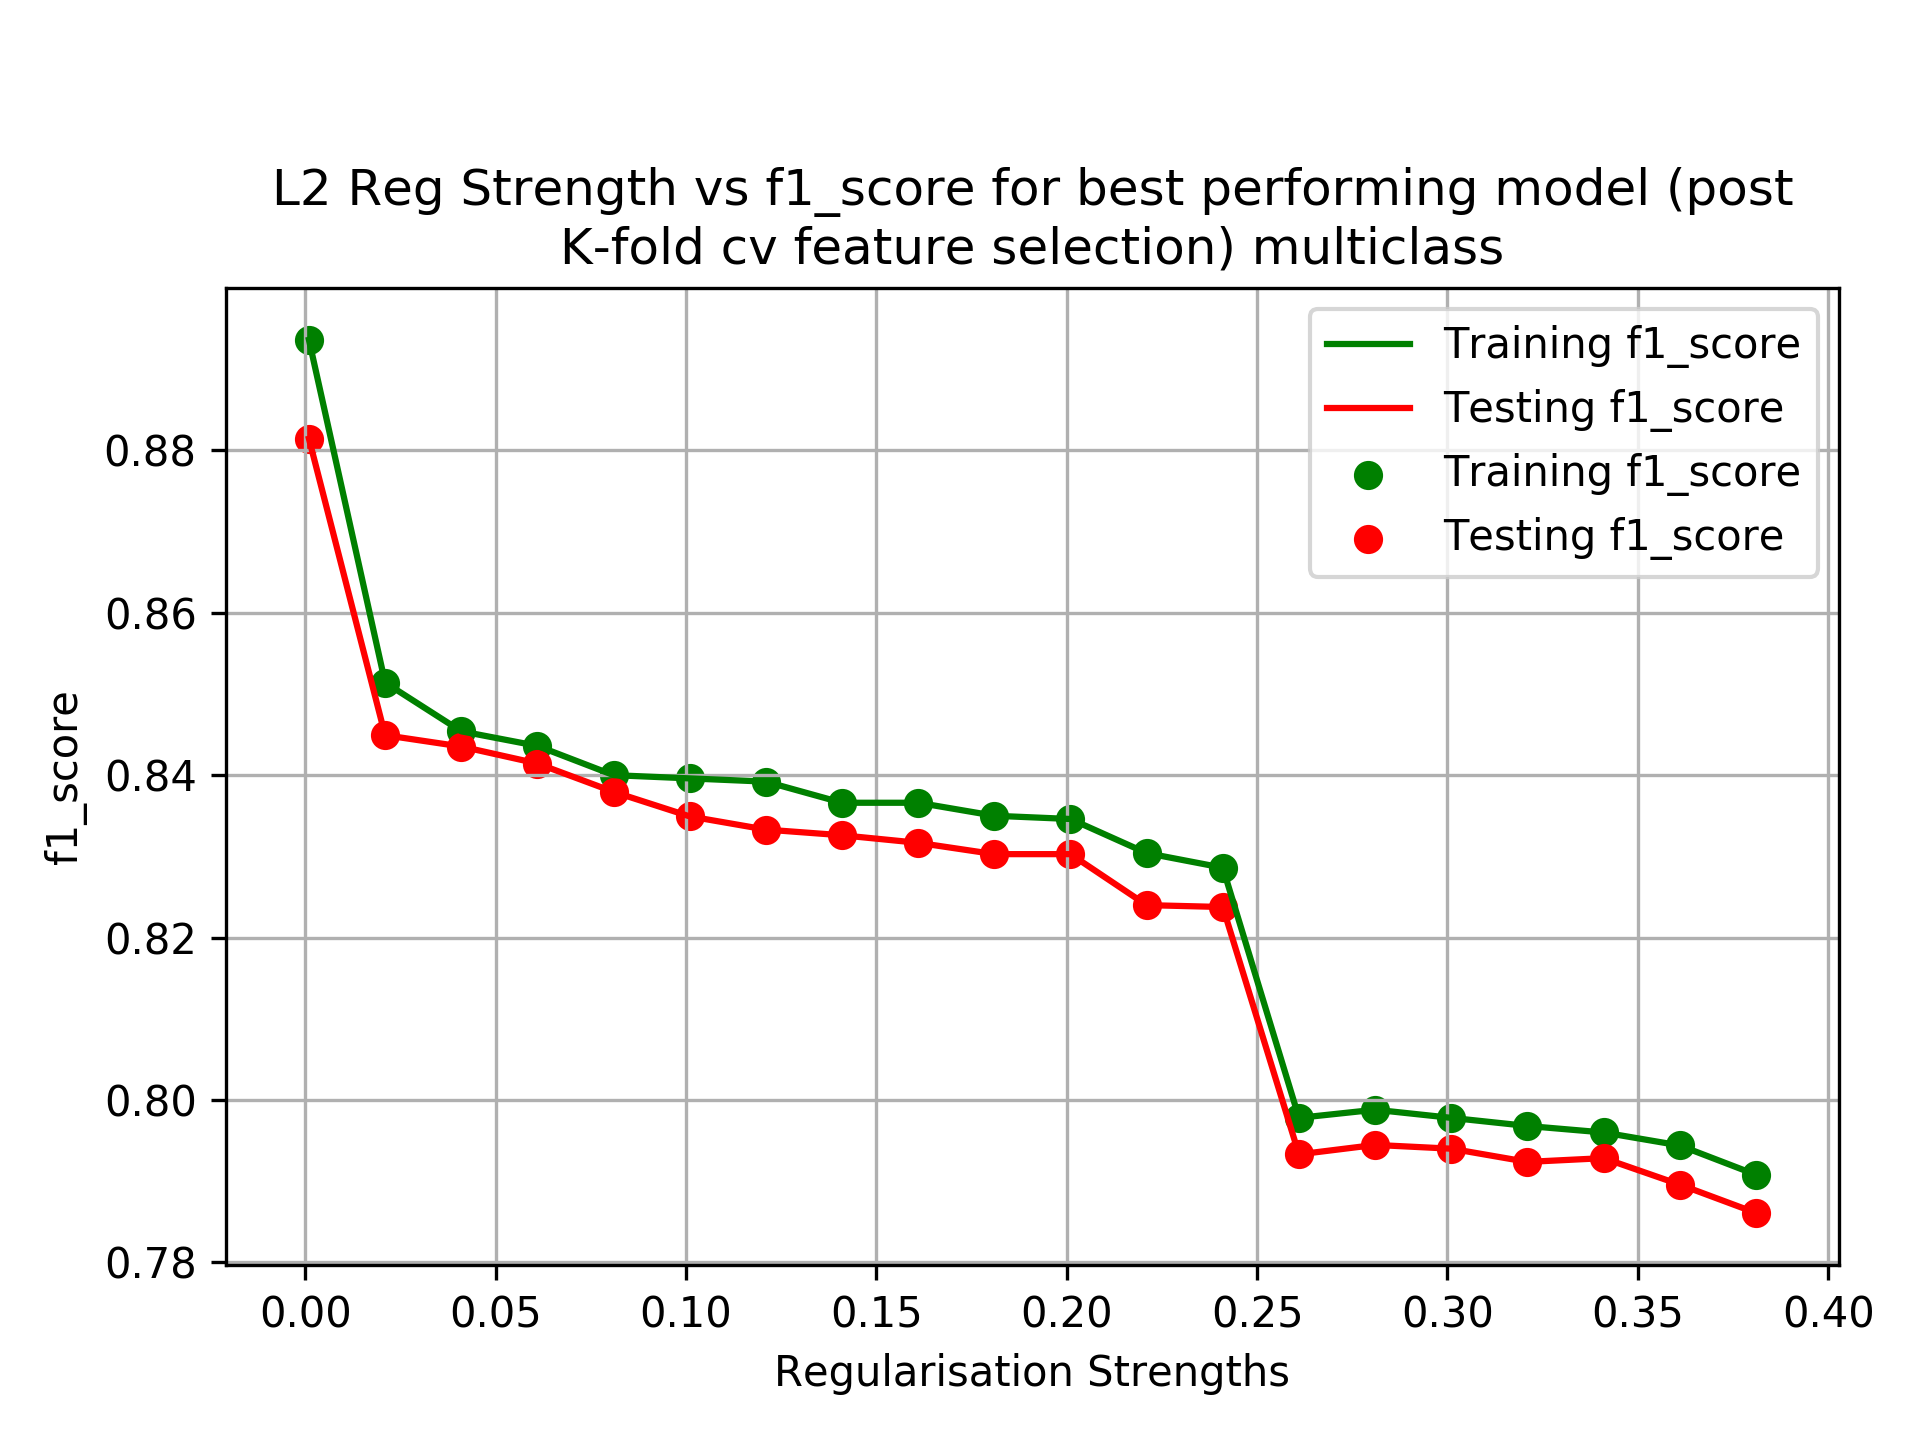 L2 Reg Strength vs f1_score for best performing model (post
K-fold cv feature selection) multiclass
Training f1_score
Testing f1_score
Training f1_score
Testing f1_score
f1_score
0.88
0.86
0.84
0.82
0.80
0.78
0.00 0.05 0.10 0.15 0.20 0.25 0.30 0.35 0.40
Regularisation Strengths